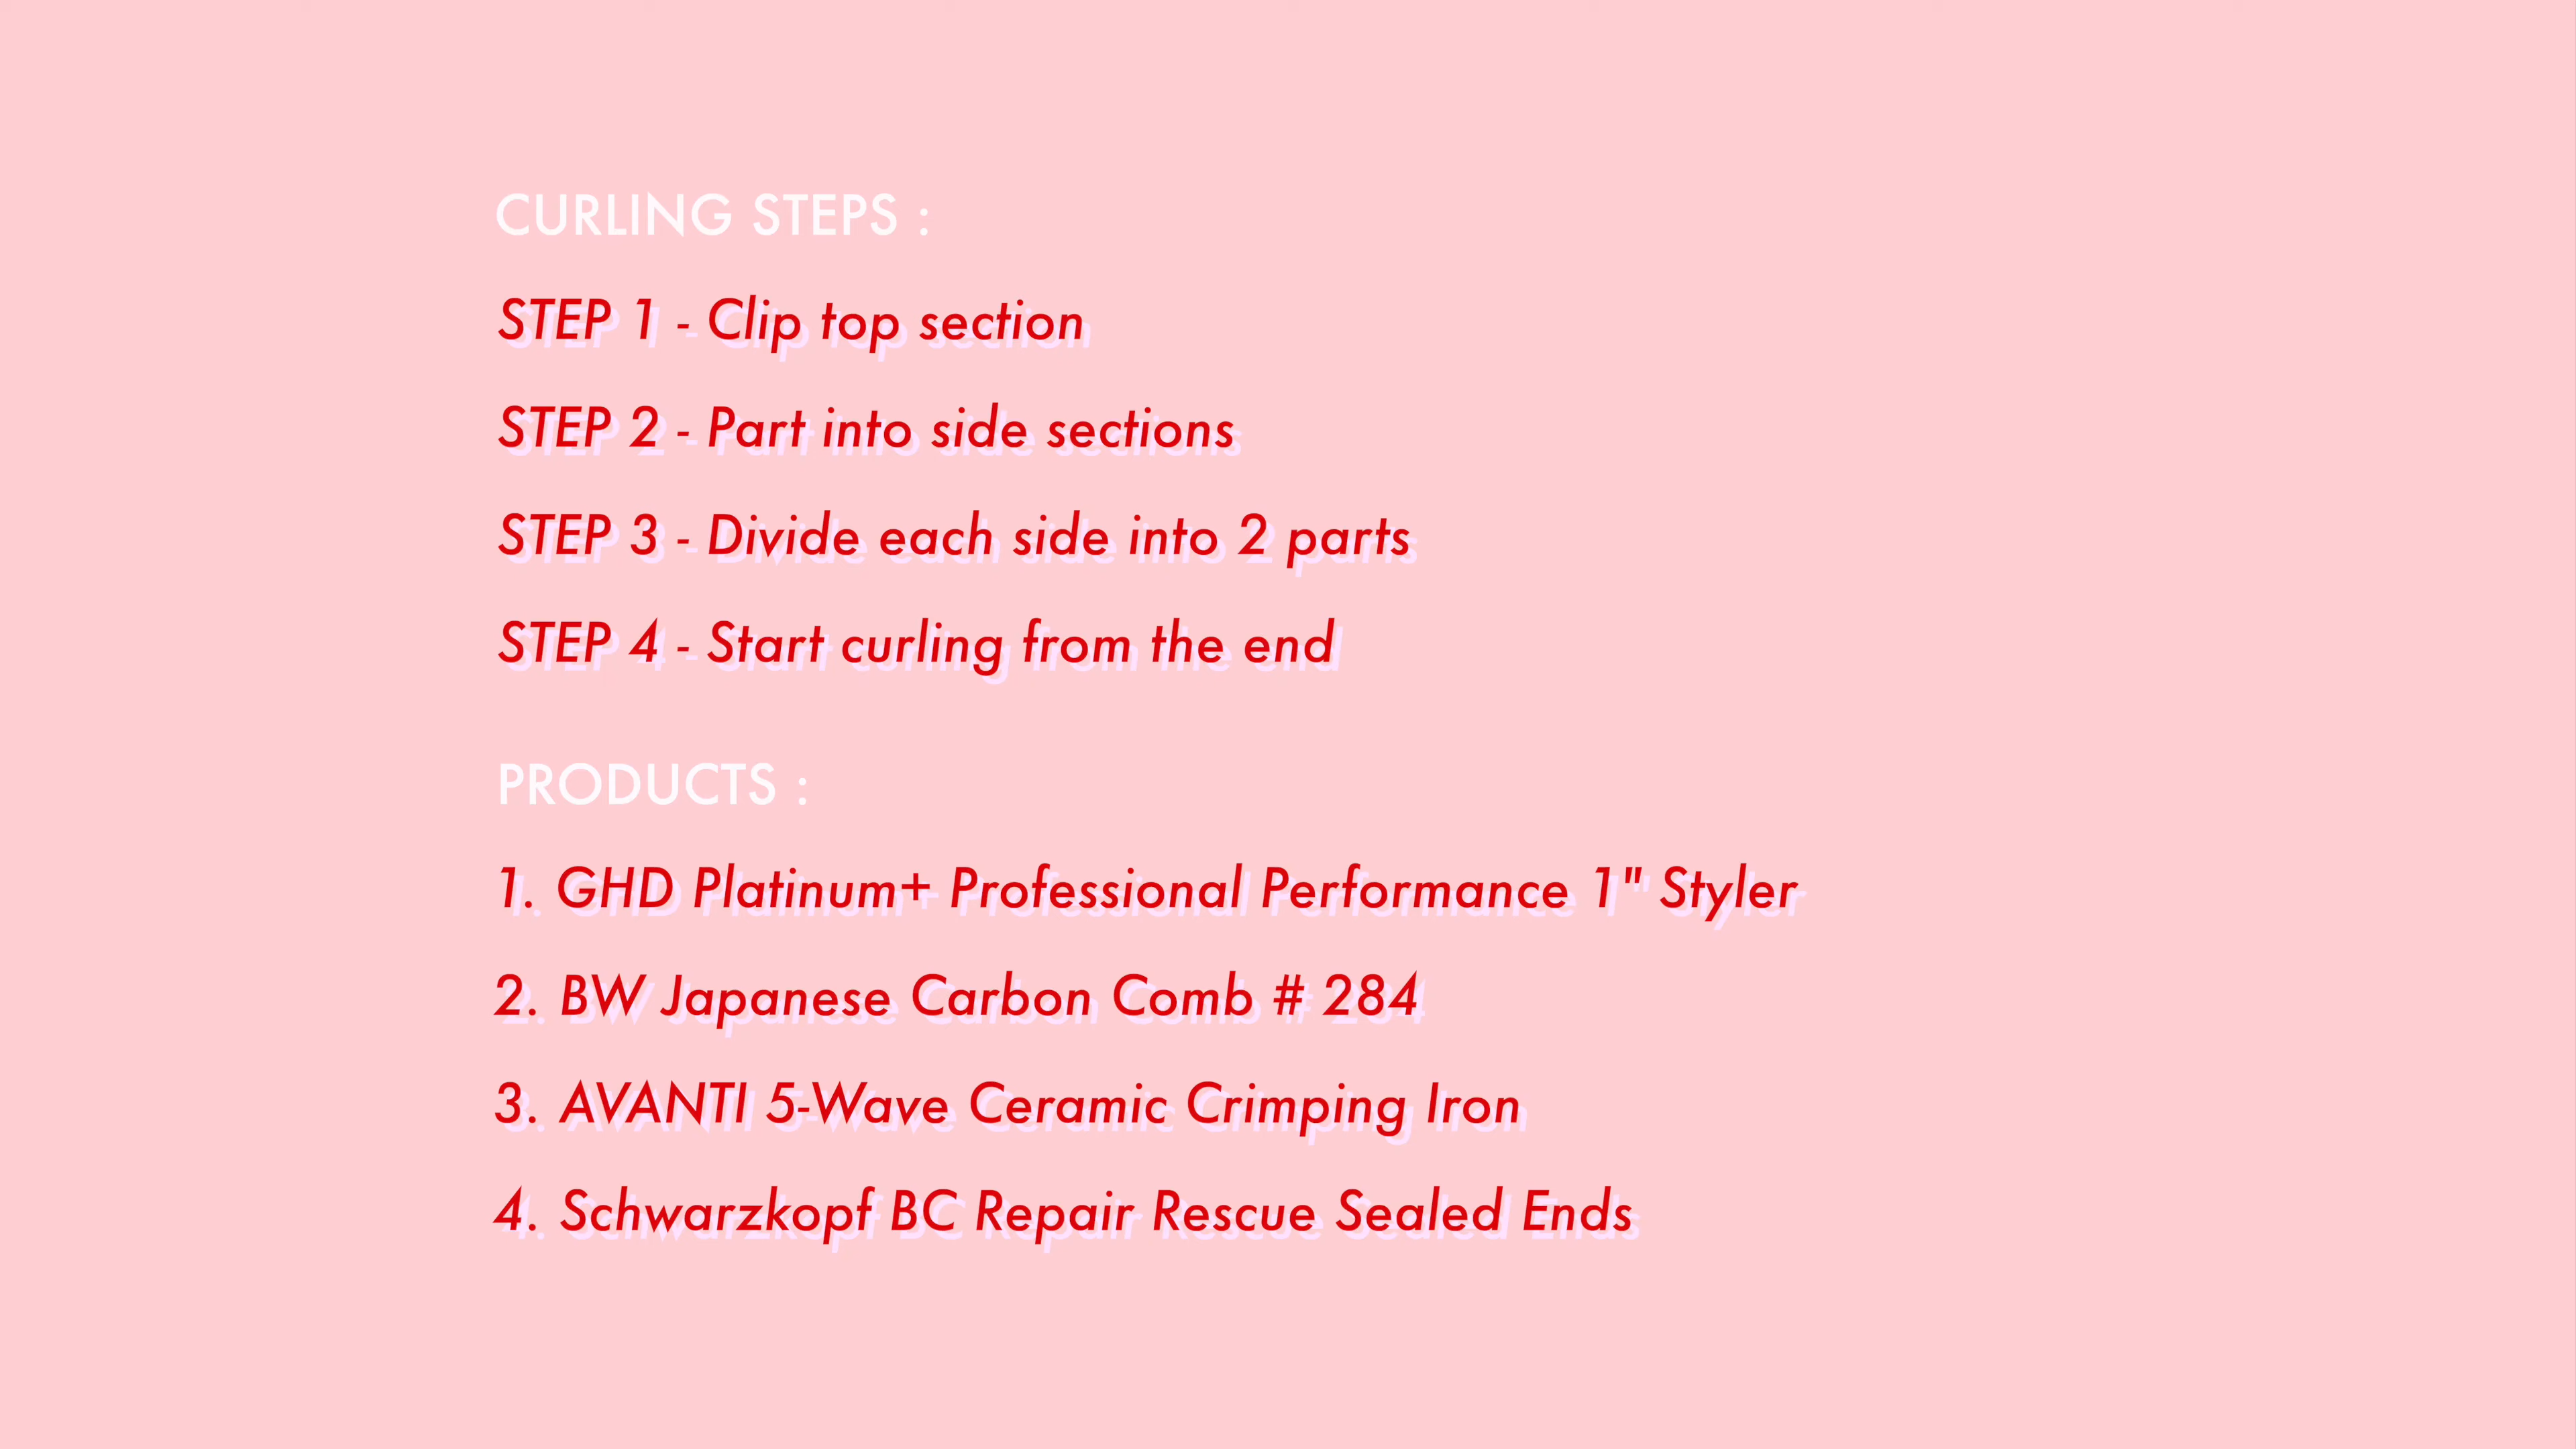 CURLING STEPS :
STEP 1 - Clip top section
STEP 2 - Part into side sections
STEP 3 - Divide each side into 2 parts
STEP 4 - Start curling from the end
PRODUCTS :
1. GHD Platinum+ Professional Performance 1" Styler
2. BW Japanese Carbon Comb # 284
3. AVANTI 5-Wave Ceramic Crimping Iron
4. Schwarzkopf BC Repair Rescue Sealed Ends